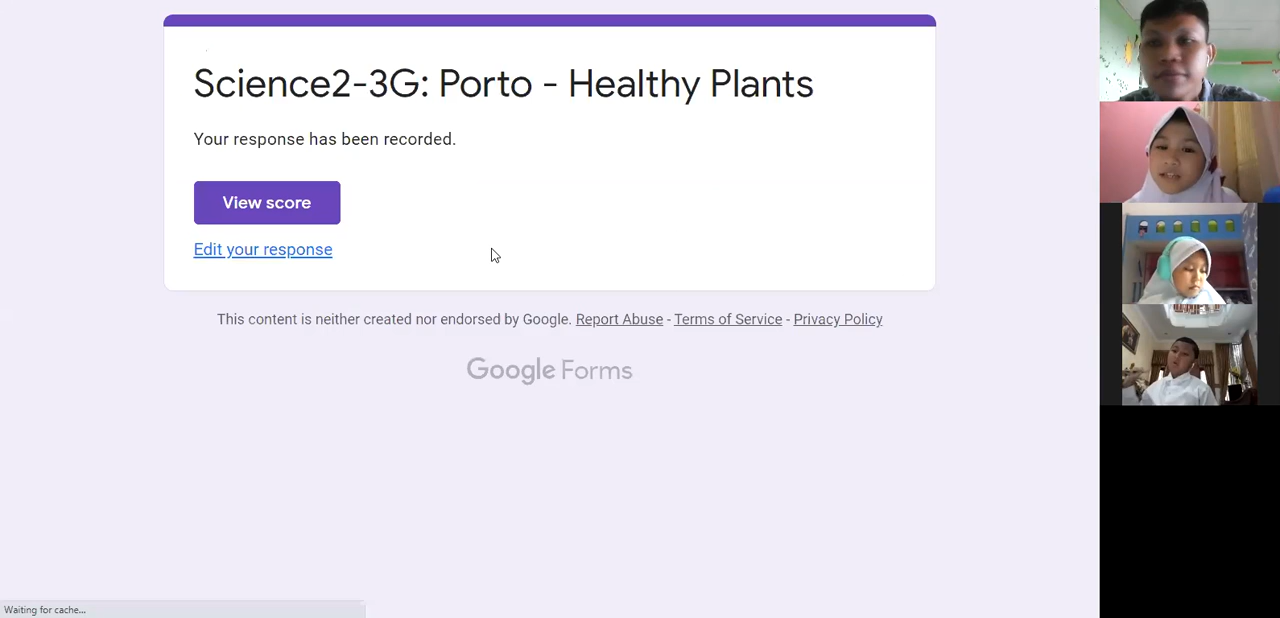 Science2-3G: Porto - Healthy Plants
Your response has been recorded.
View score
Edit your response
This content is neither created nor endorsed by Google. Report Abuse - Terms of Service - Privacy Policy
Google Forms
Waiting for cache...